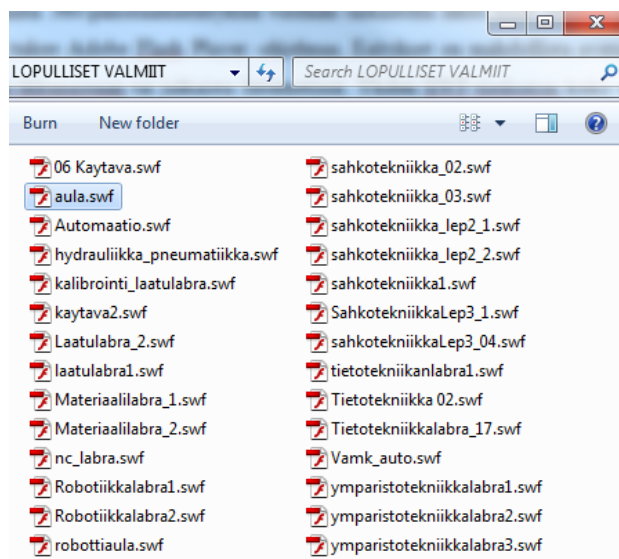 LOPULLISET VALMIIT
Search LOPULLISET VALMIIT
Burn New folder
06 Kaytava.swf
aula.swf
Automaatio.swf
hydrauliikka_pneumatiikka.swf
kalibrointi_laatulabra.swf
kaytava2.swf
Laatulabra_2.swf
laatulabra1.swf
Materiaalilabra_1.swf
Materiaalilabra_2.swf
nc_labra.swf
Robotiikkalabra1.swf
Robotiikkalabra2.swf
robottiaula.swf
sahkotekniikka_02.swf
sahkotekniikka_03.swf
sahkotekniikka_lep2_1.swf
sahkotekniikka_lep2_2.swf
sahkotekniikka1.swf
SahkotekniikkaLep3_1.swf
sahkotekniikkaLep3_04.swf
tietotekniikanlabra1.swf
Tietotekniikka 02.swf
Tietotekniikkalabra_17.swf
Vamk_auto.swf
ymparistotekniikkalabra1.swf
ymparistotekniikkalabra2.swf
ymparistotekniikkalabra3.swf